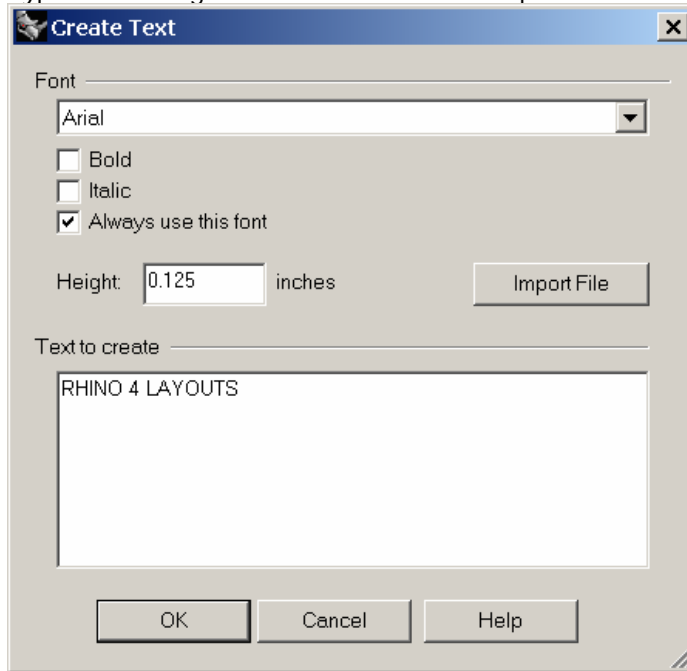 Create Text
Font
Arial
Bold
Italic
Always use this font
Height: 0.125 inches Import File
Text to create
RHINO 4 LAYOUTS
OK Cancel Help